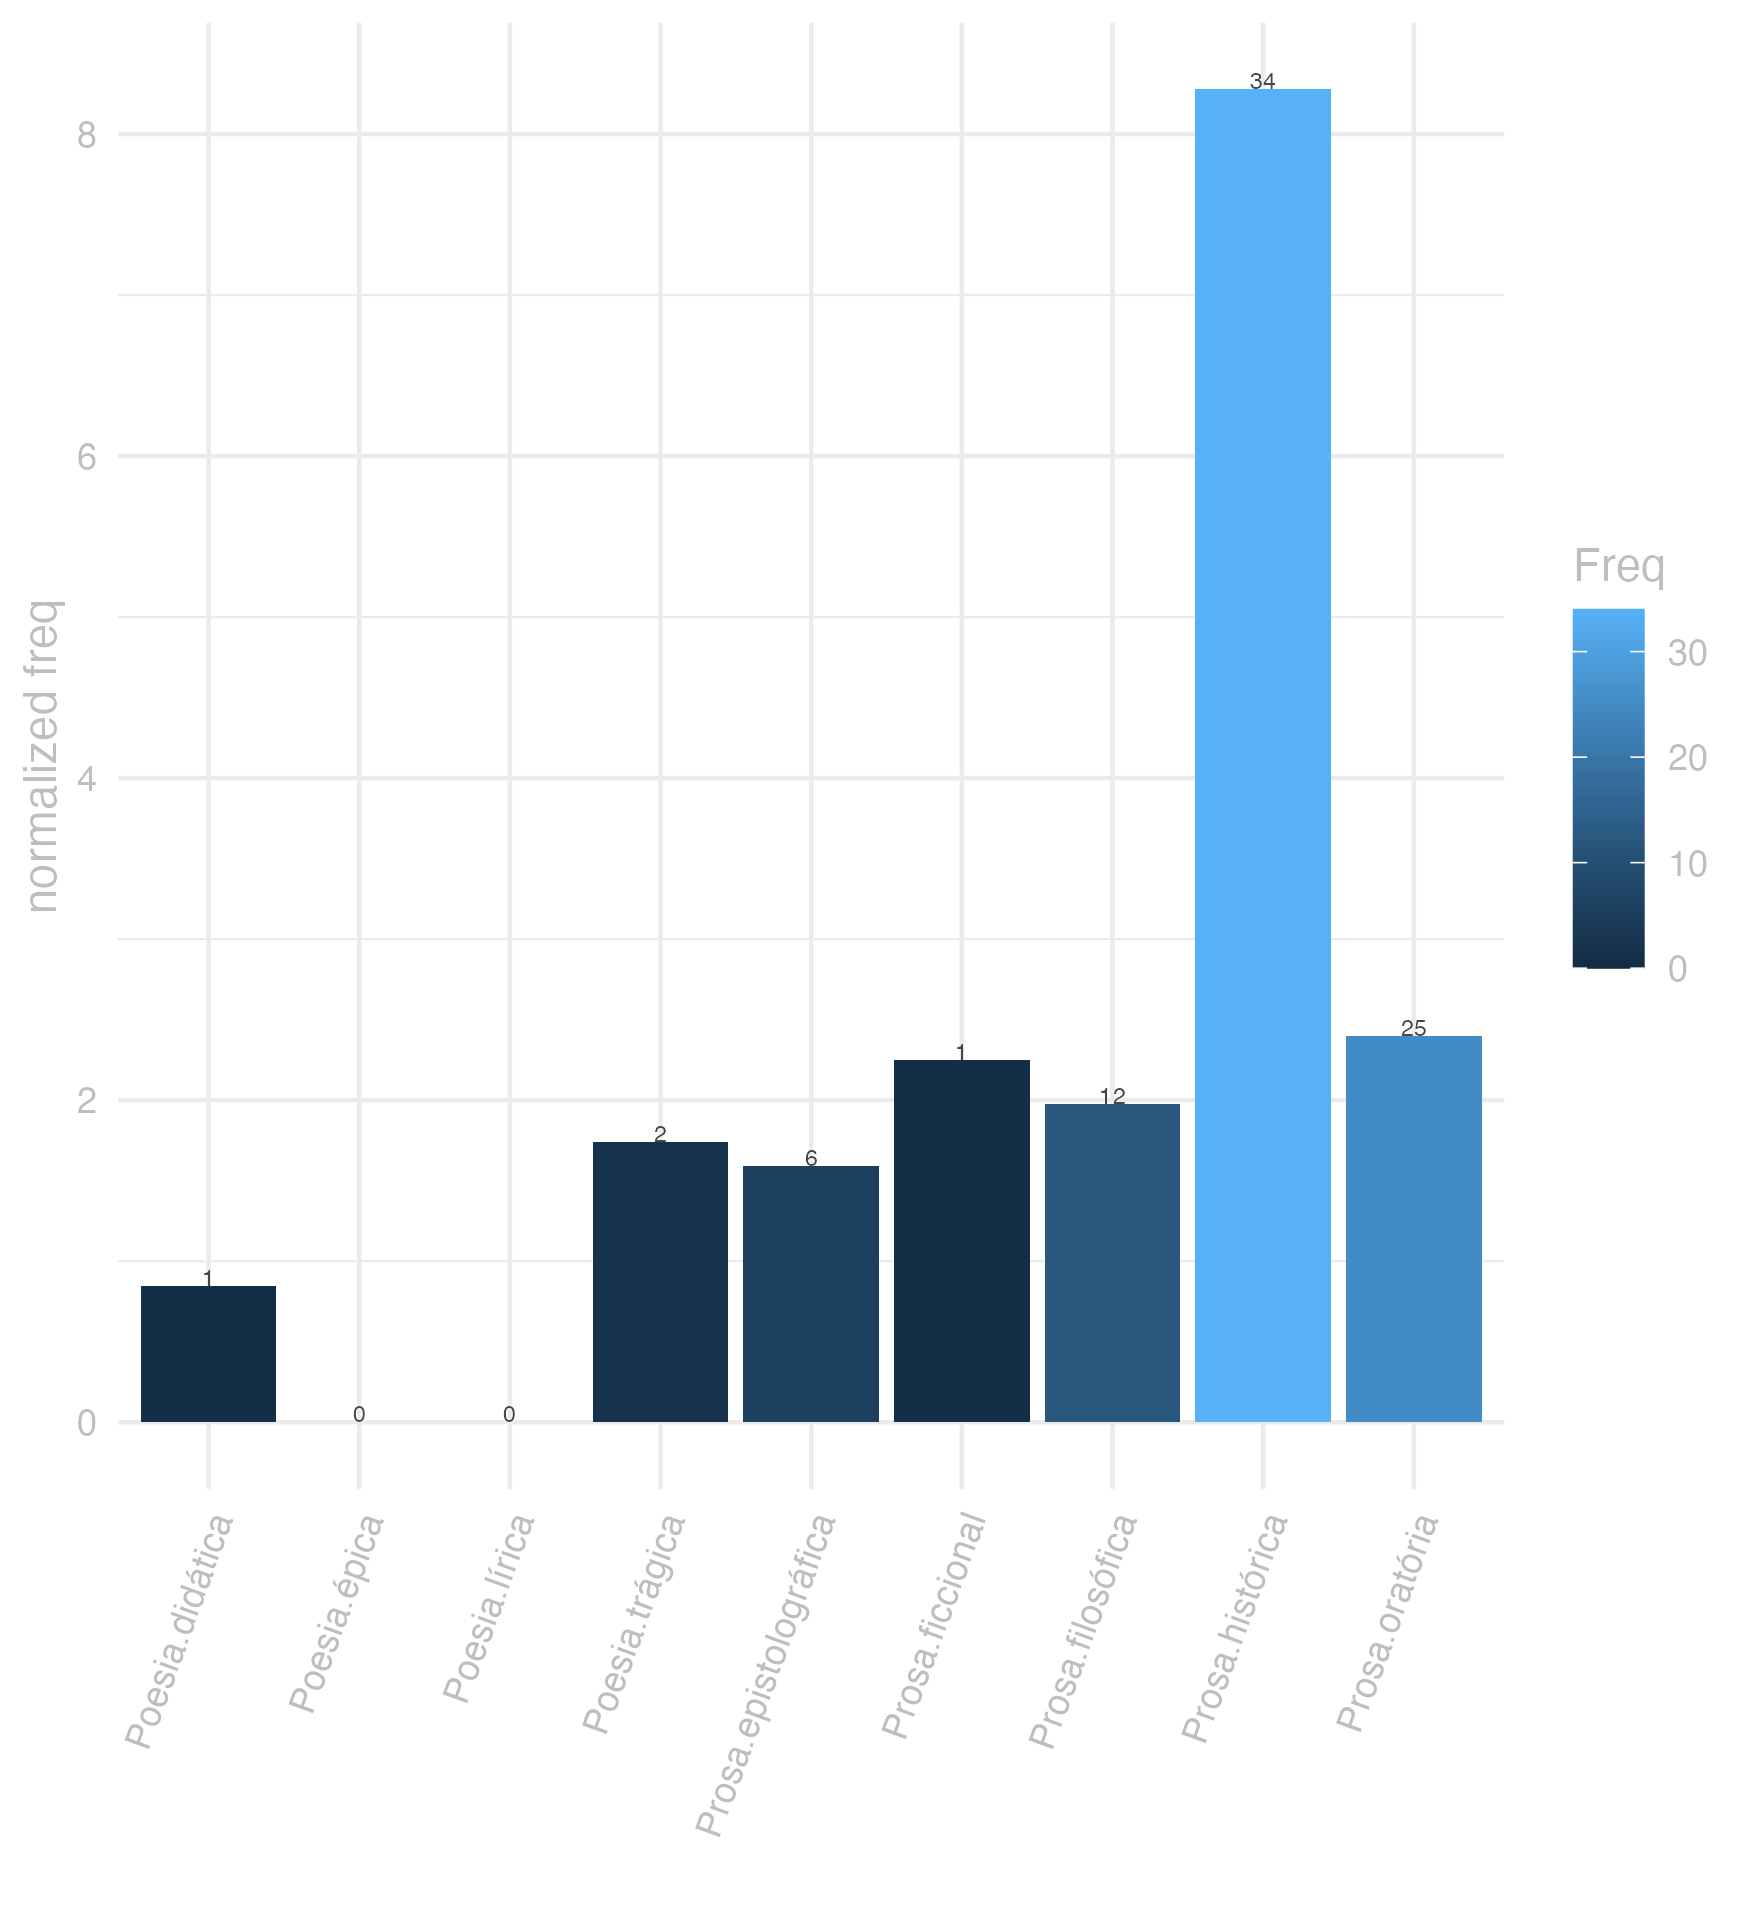 normalized freq
8
6
4
2
0
1
0
0
2
6
1
12
34
25
Poesia.didática
Poesia.épica
Poesia.lírica
Poesia.trágica
Prosa.epistolográfica
Prosa.ficcional
Prosa.filosófica
Prosa.histórica
Prosa.oratória
Freq
30
20
10
0